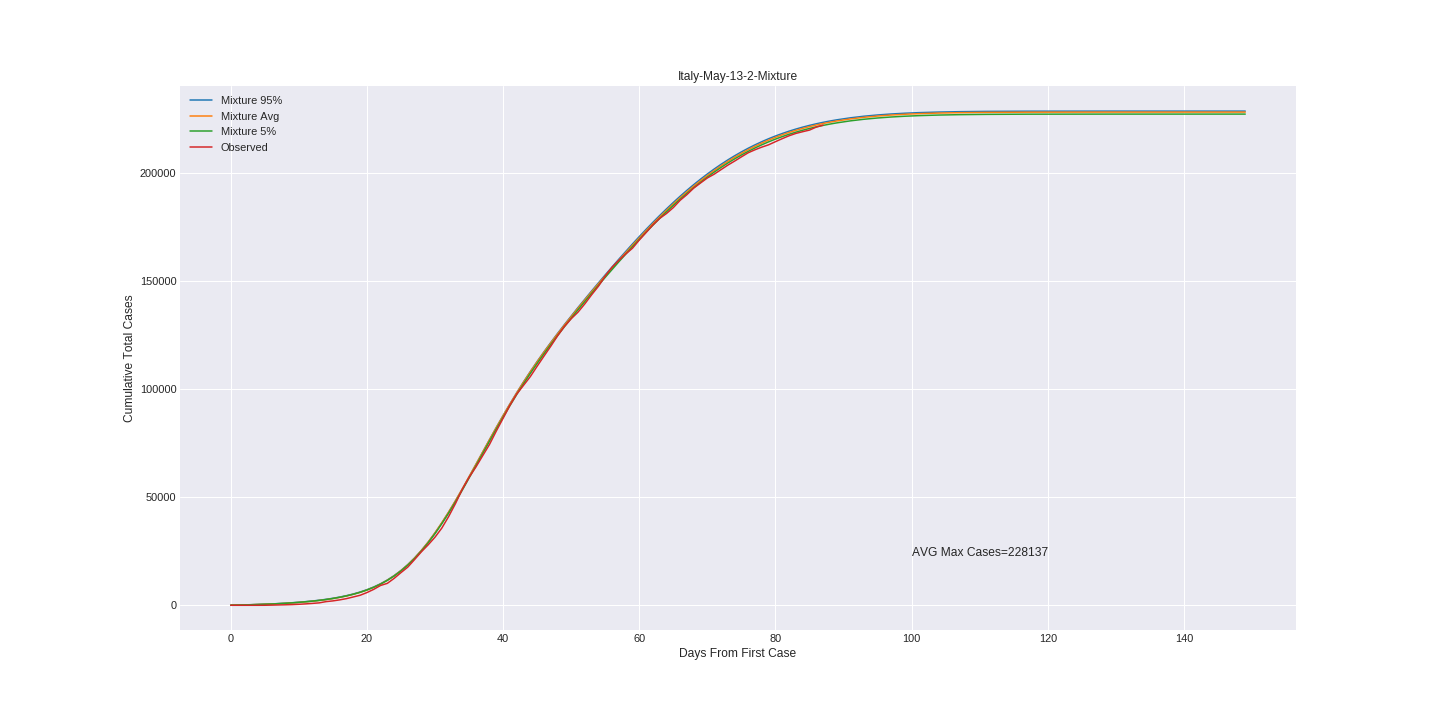 Italy-May-13-2-Mixture
Mixture 95%
Mixture Avg
Mixture 5%
Observed
Cumulative Total Cases
200000
150000
100000
50000
0
AVG Max Cases=228137
0 20 40 60 80 100 120 140
Days From First Case